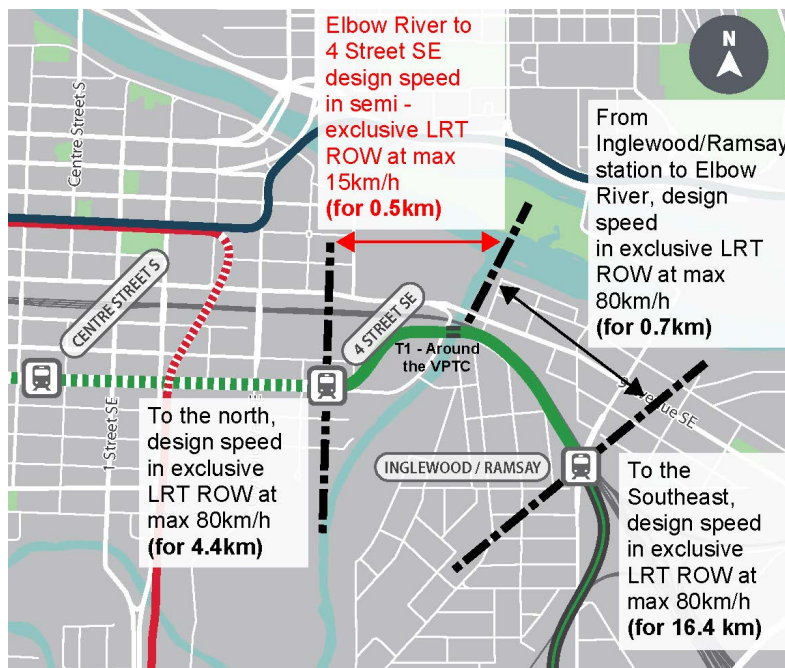 Elbow River to
4 Street SE
design speed
in semi -
exclusive LRT
ROW at max
15km/h
(for 0.5km)
N
From
Inglewood/Ramsay
station to Elbow
River, design
speed
in exclusive LRT
ROW at max
80km/h
(for 0.7km)
Centre Street S
CENTRE STREET S
4 STREET SE
T1 - Around
the VPTC
1 Street SE
To the north,
design speed
in exclusive
LRT ROW at
max 80km/h
(for 4.4km)
INGLEWOOD / RAMSAY
To the
Southeast,
design speed
in exclusive
LRT ROW at
max 80km/h
(for 16.4 km)